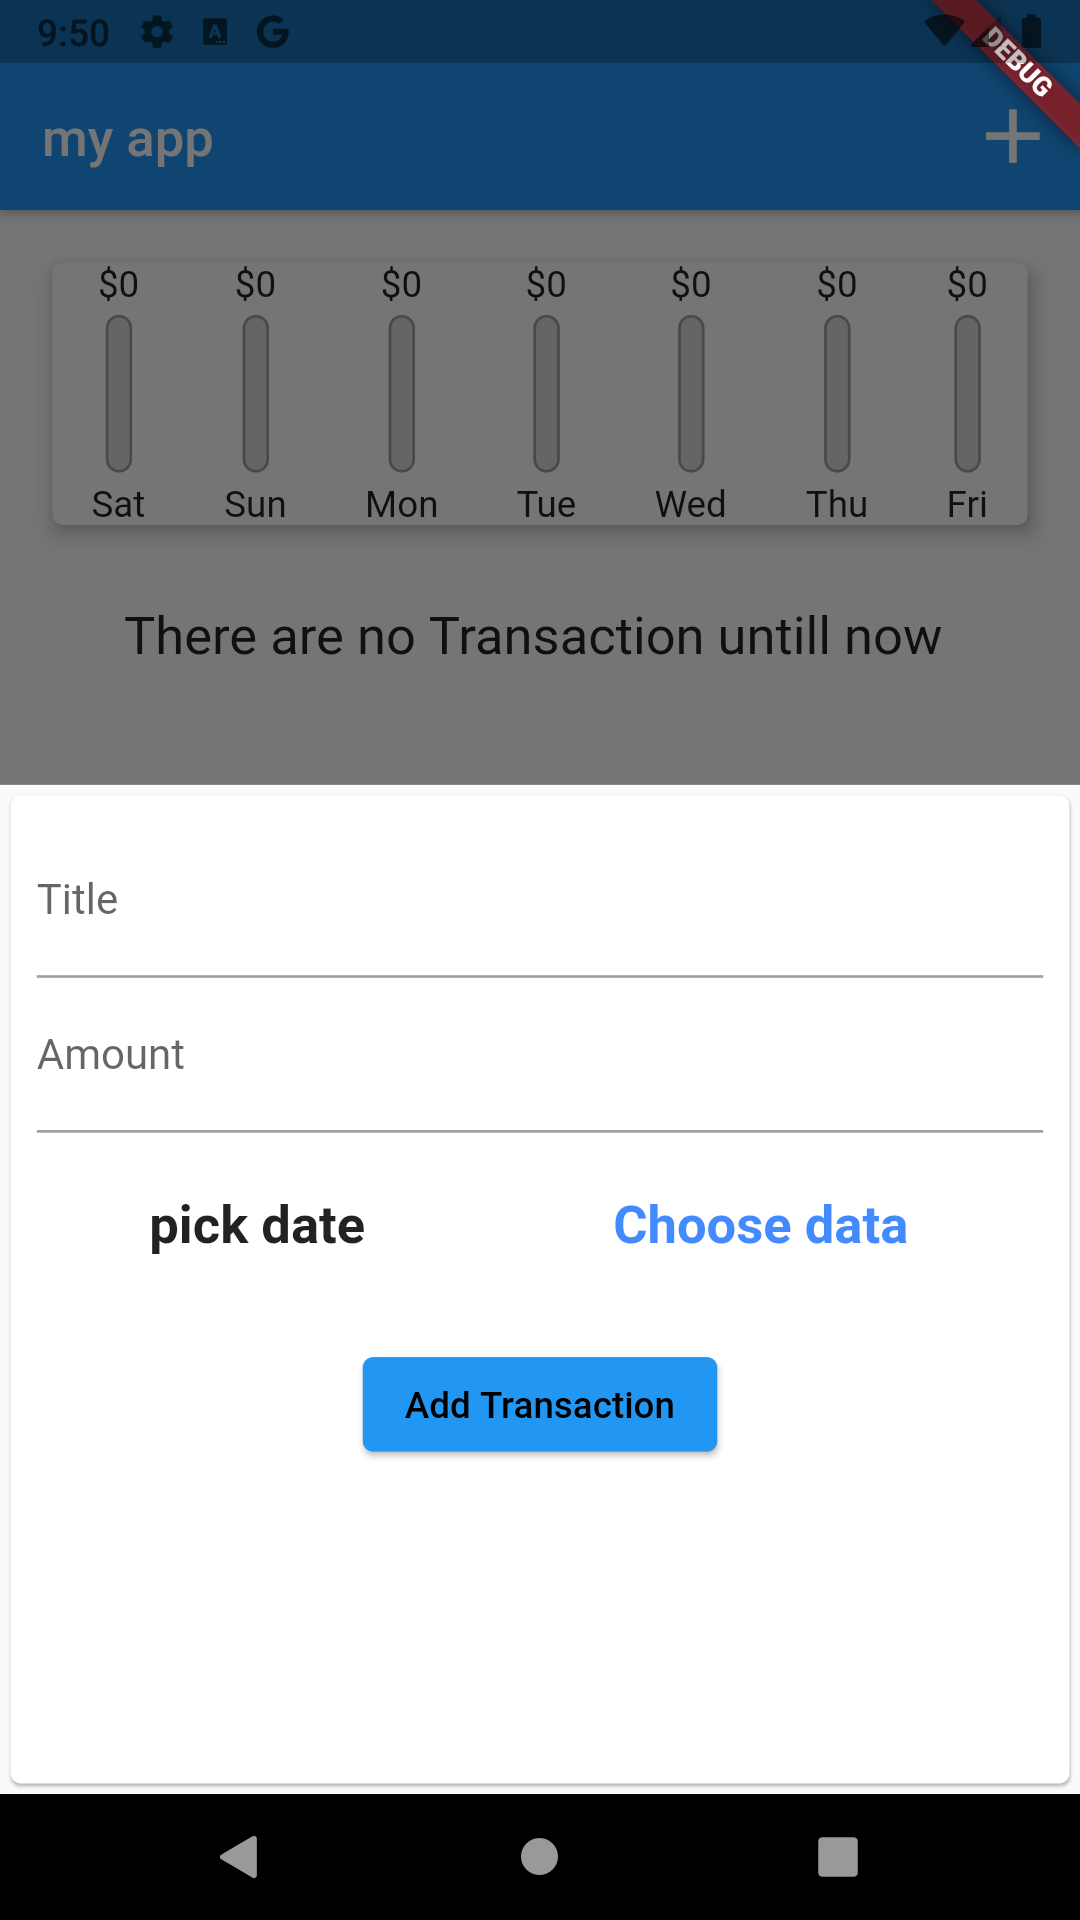 9:50
DEBUG
my app
$0 $0 $0 $0 $0 $0 $0
Sat Sun Mon Tue Wed Thu Fri
There are no Transaction untill now
Title
Amount
pick date Choose data
Add Transaction